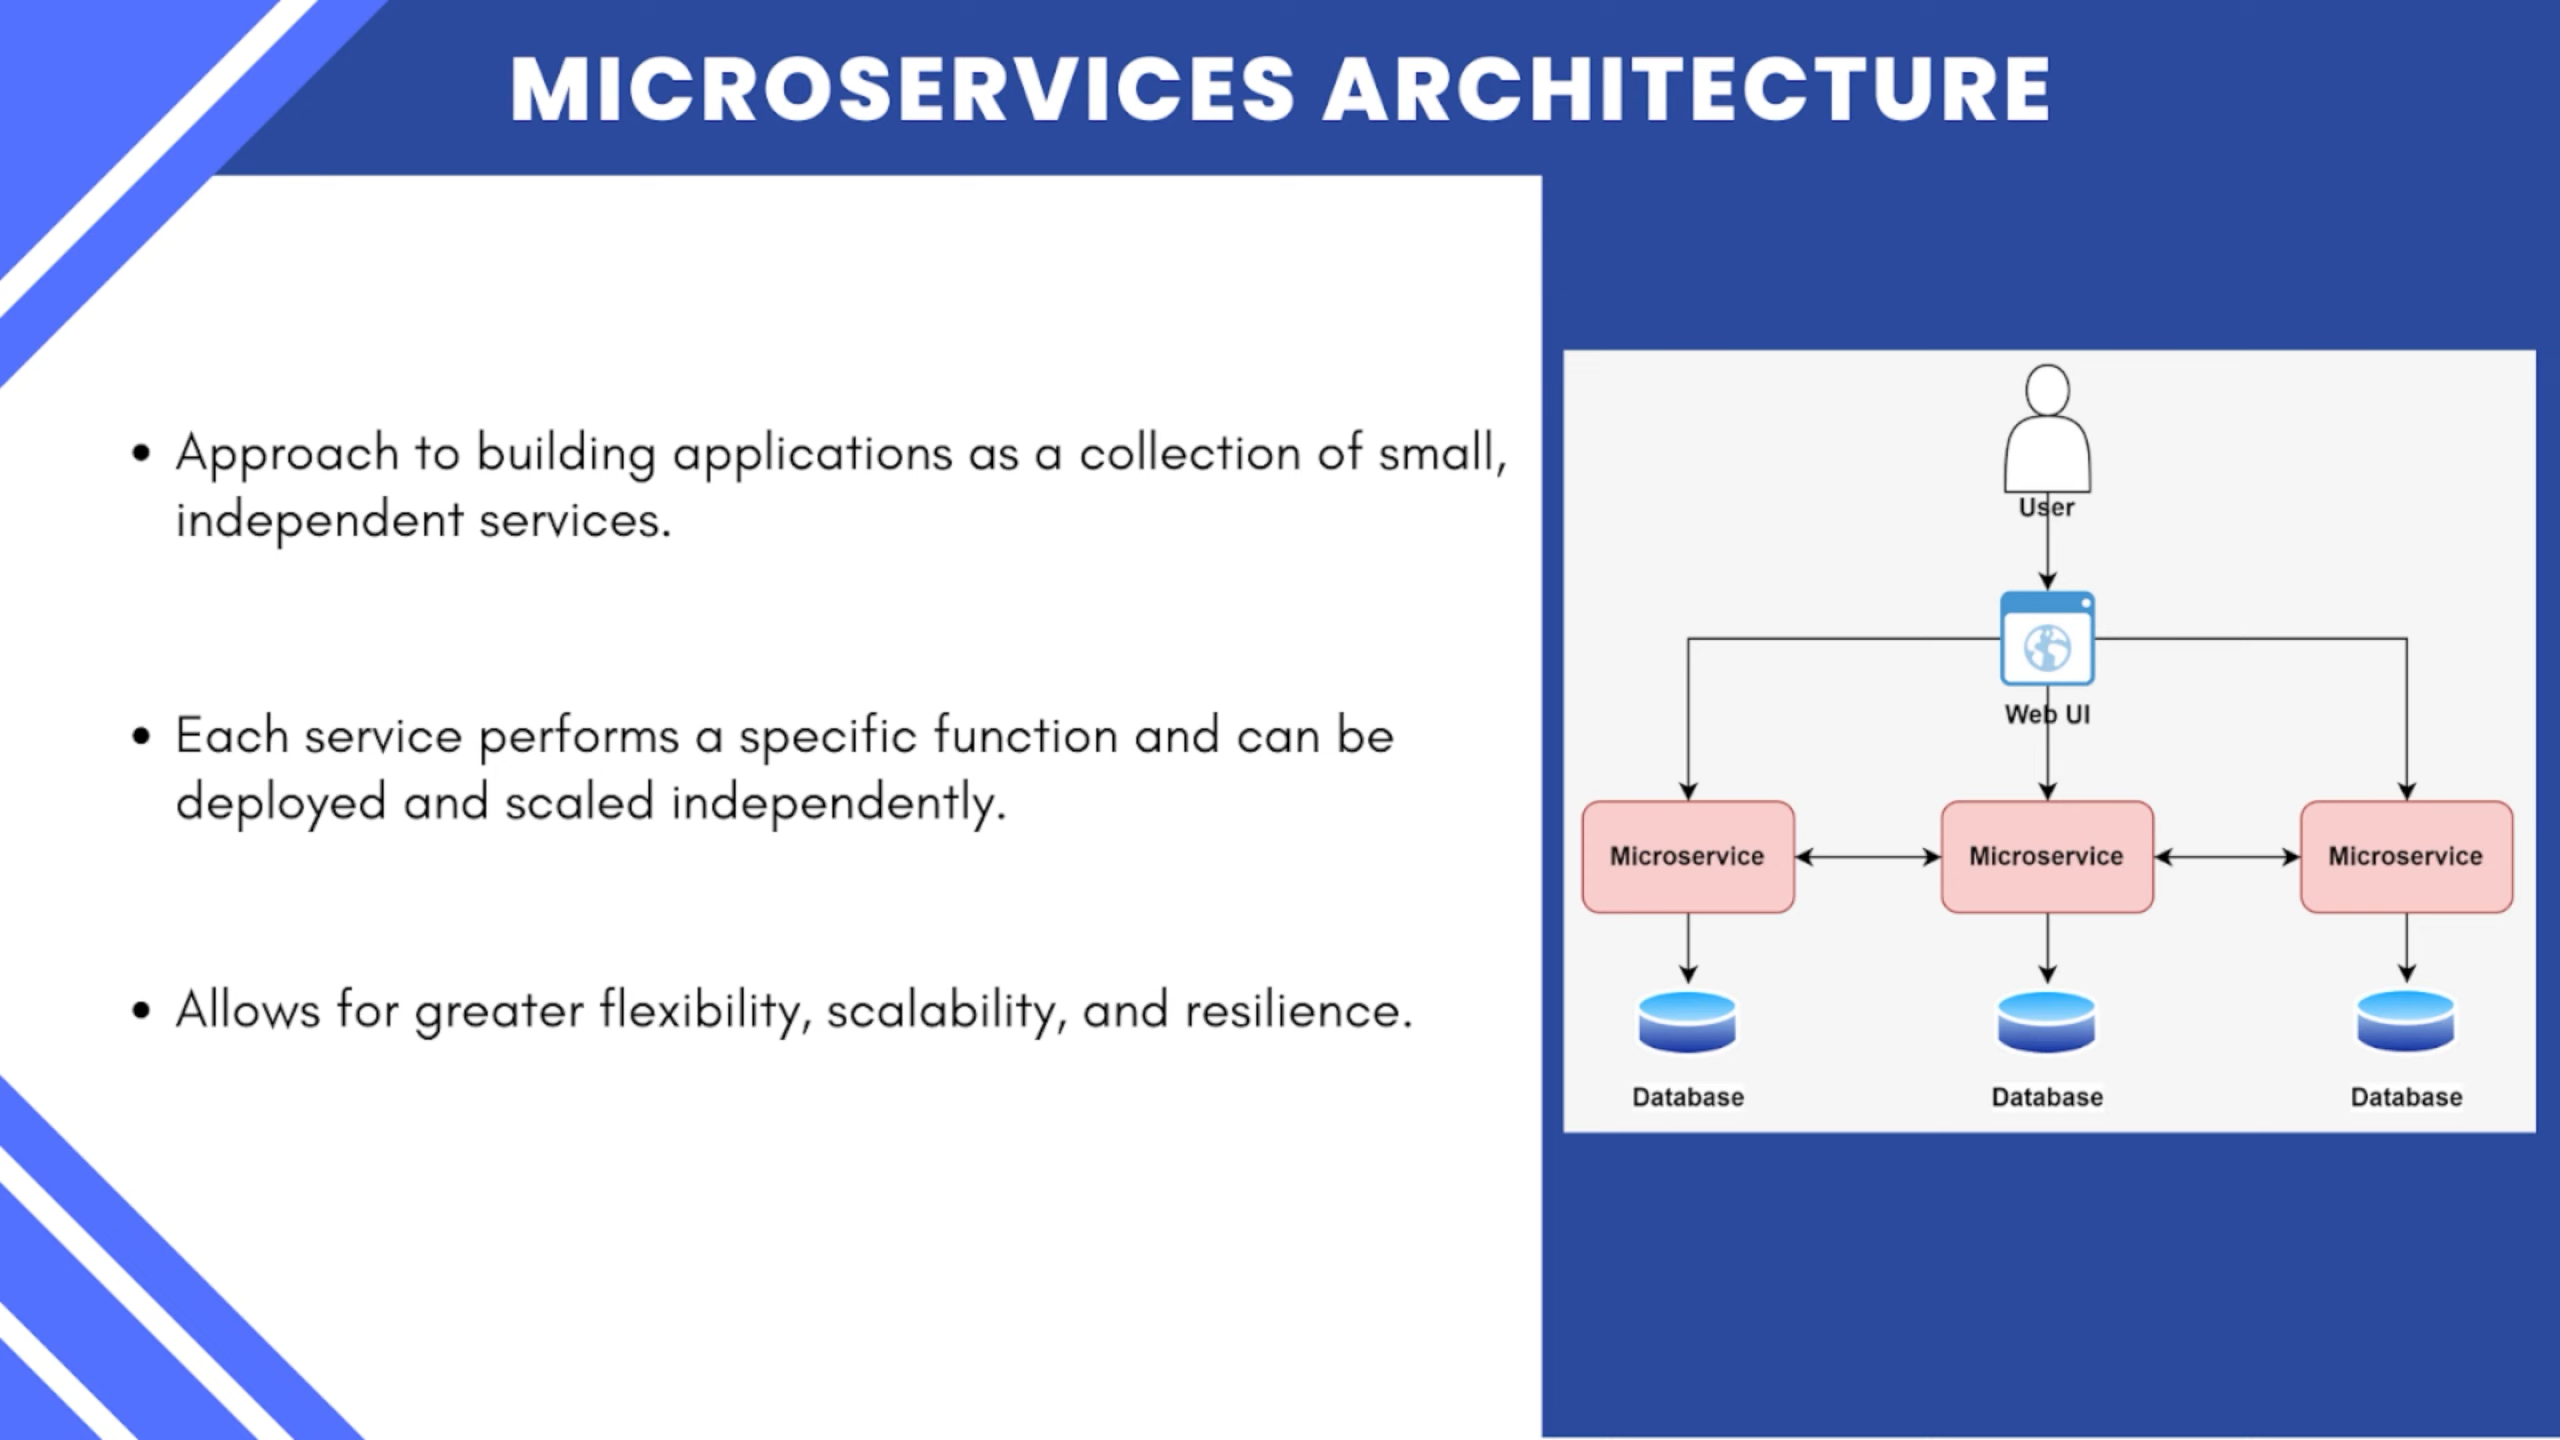 MICROSERVICES ARCHITECTURE
• Approach to building applications as a collection of small,
independent services.
• Each service performs a specific function and can be
deployed and scaled independently.
• Allows for greater flexibility, scalability, and resilience.
User
Web UI
Microservice
Microservice
Microservice
Database
Database
Database